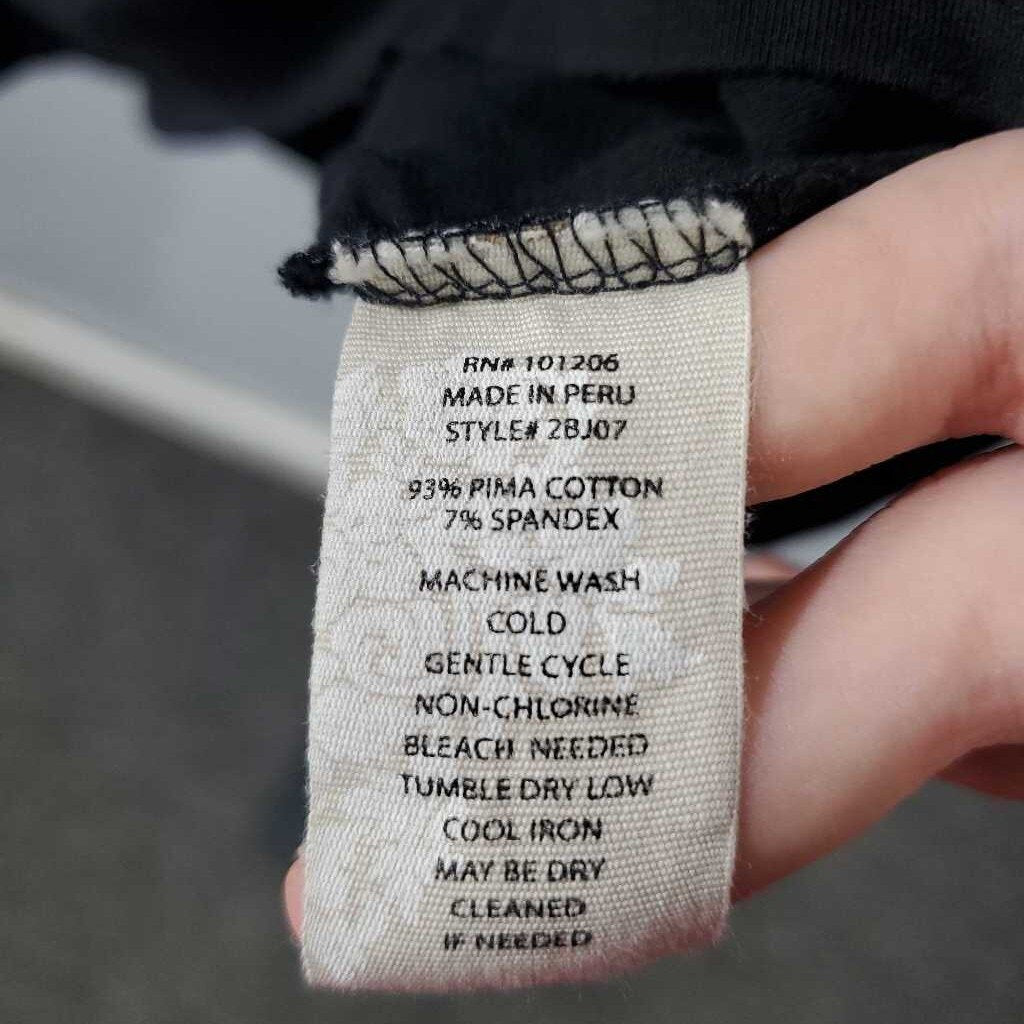 RN# 101206
MADE IN PERU
STYLE# 2BJ07
93% PIMA COTTON
7% SPANDEX
MACHINE WASH
COLD
GENTLE CYCLE
NON-CHLORINE
BLEACH NEEDED
TUMBLE DRY LOW
COOL IRON
MAY BE DRY
CLEANED
IF NEEDED